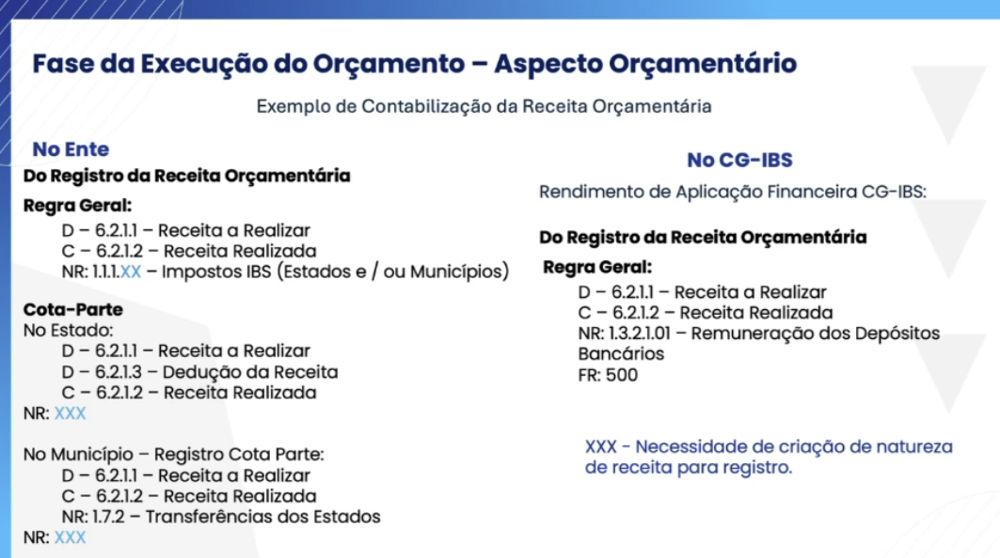 Fase da Execução do Orçamento – Aspecto Orçamentário
Exemplo de Contabilização da Receita Orçamentária
No Ente
Do Registro da Receita Orçamentária
Regra Geral:
D – 6.2.1.1 – Receita a Realizar
C – 6.2.1.2 – Receita Realizada
NR: 1.1.1.XX – Impostos IBS (Estados e / ou Municípios)
Cota-Parte
No Estado:
D – 6.2.1.1 – Receita a Realizar
D – 6.2.1.3 – Dedução da Receita
C – 6.2.1.2 – Receita Realizada
NR: XXX
No Município – Registro Cota Parte:
D – 6.2.1.1 – Receita a Realizar
C – 6.2.1.2 – Receita Realizada
NR: 1.7.2 – Transferências dos Estados
NR: XXX
No CG-IBS
Rendimento de Aplicação Financeira CG-IBS:
Do Registro da Receita Orçamentária
Regra Geral:
D – 6.2.1.1 – Receita a Realizar
C – 6.2.1.2 – Receita Realizada
NR: 1.3.2.1.01 – Remuneração dos Depósitos
Bancários
FR: 500
XXX - Necessidade de criação de natureza
de receita para registro.